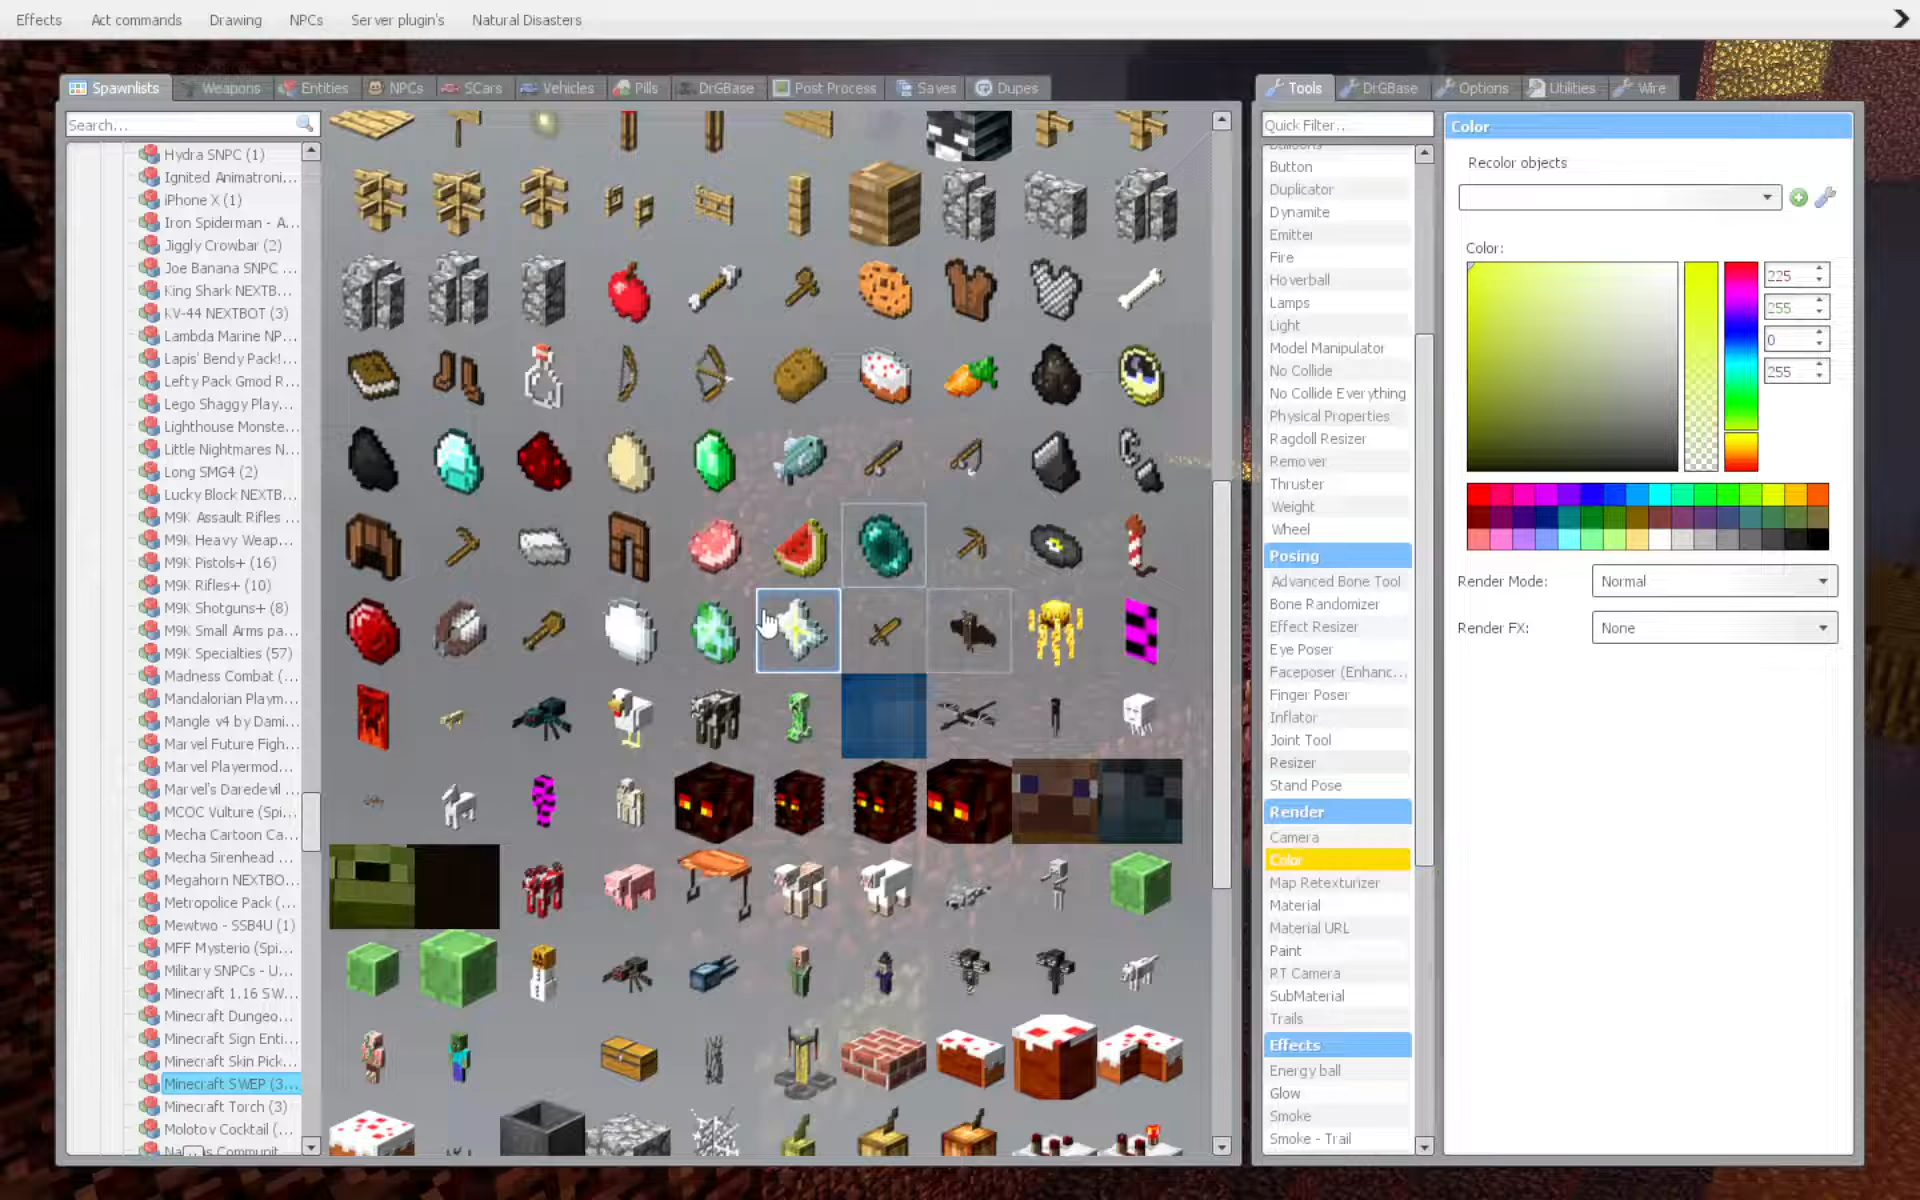 Effects Act commands Drawing NPCs Server plugin's Natural Disasters
Spawnlists Weapons Entities NPCs SCars Vehicles Pills DrGBase Post Process Saves Dupes
Search...
Hydra SNPC (1)
Ignited Animatroni...
iPhone X (1)
Iron Spiderman - A...
Jiggly Crowbar (2)
Joe Banana SNPC ...
King Shark NEXTB...
KV-44 NEXTBOT (3)
Lambda Marine NP...
Lapis' Bendy Pack!...
Lefty Pack Gmod R...
Lego Shaggy Play...
Lighthouse Monste...
Little Nightmares N...
Long SMG4 (2)
Lucky Block NEXTB...
M9K Assault Rifles ...
M9K Heavy Weap...
M9K Pistols+ (16)
M9K Rifles+ (10)
M9K Shotguns+ (8)
M9K Small Arms pa...
M9K Specialties (57)
Madness Combat (...
Mandalorian Playm...
Mangle v4 by Dami...
Marvel Future Figh...
Marvel Playermod...
Marvel's Daredevil ...
MCOC Vulture (Spi...
Mecha Cartoon Ca...
Mecha Sirenhead ...
Megahorn NEXTBO...
Metropolice Pack (...
Mewtwo - SSB4U (1)
MFF Mysterio (Spi...
Military SNPCs - U...
Minecraft 1.16 SW...
Minecraft Dungeo...
Minecraft Sign Enti...
Minecraft Skin Pick...
Minecraft SWEP (3...
Minecraft Torch (3)
Molotov Cocktail (...
Tools DrGBase Options Utilities Wire
Quick Filter...
Balloons
Button
Duplicator
Dynamite
Emitter
Fire
Hoverball
Lamps
Light
Model Manipulator
No Collide
No Collide Everything
Physical Properties
Ragdoll Resizer
Remover
Thruster
Weight
Wheel
Posing
Advanced Bone Tool
Bone Randomizer
Effect Resizer
Eye Poser
Faceposer (Enhanc...
Finger Poser
Inflator
Joint Tool
Resizer
Stand Pose
Render
Camera
Color
Map Retexturizer
Material
Material URL
Paint
RT Camera
SubMaterial
Trails
Effects
Energy ball
Glow
Smoke
Smoke - Trail
Color
Recolor objects
Color:
225
255
0
255
Render Mode: Normal
Render FX: None